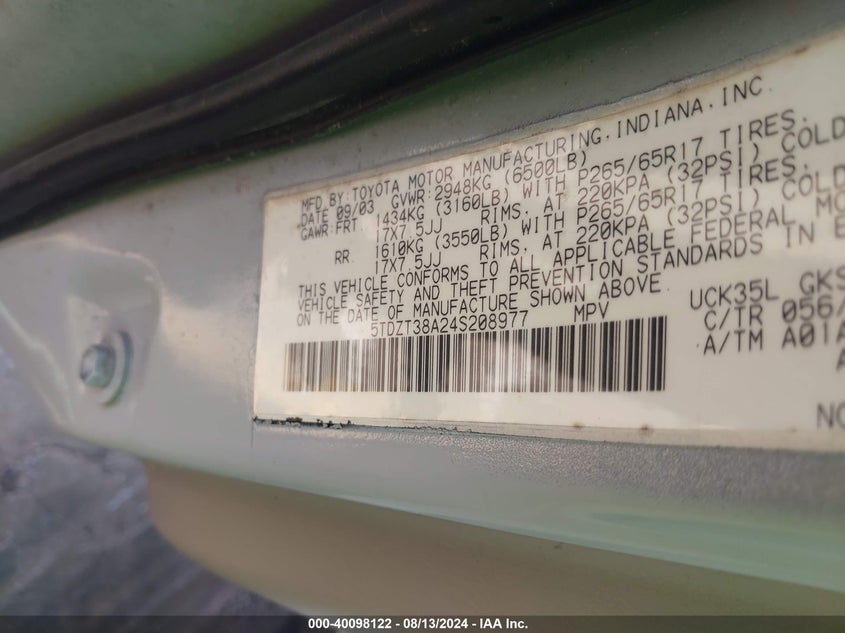 MFD.BY:TOYOTA MOTOR MANUFACTURING,INDIANA,INC.
DATE 09/03 GVWR:2948KG (6500LB)
GAWR:FRT 1434KG (3160LB) WITH P265/65R17 TIRES,
17X7.5JJ RIMS, AT 220KPA (32PSI) COLD
RR 1610KG (3550LB) WITH P265/65R17 TIRES,
17X7.5JJ RIMS, AT 220KPA (32PSI) COLD
THIS VEHICLE CONFORMS TO ALL APPLICABLE FEDERAL MO
VEHICLE SAFETY AND THEFT PREVENTION STANDARDS IN E
ON THE DATE OF MANUFACTURE SHOWN ABOVE.
5TDZT38A24S208977 MPV
UCK35L GKS
C/TR 056/
A/TM A01A
NO
000-40098122 - 08/13/2024 - IAA Inc.